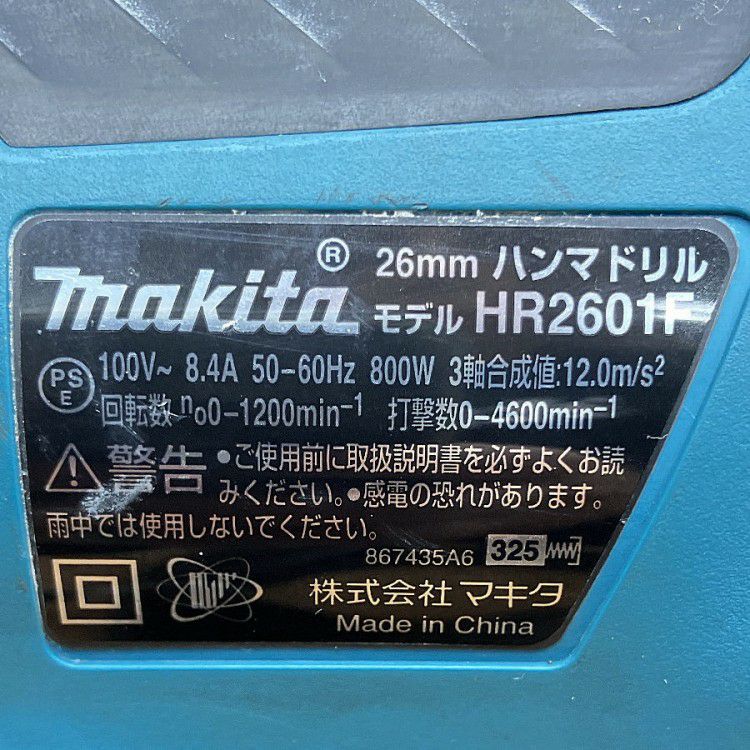 makita® 26mm ハンマドリル
モデル HR2601F
100V~ 8.4A 50-60Hz 800W 3軸合成値:12.0m/s²
PS
E
回転数 n₀0-1200min⁻¹ 打撃数0-4600min⁻¹
警告 •ご使用前に取扱説明書を必ずよくお読
みください。•感電の恐れがあります。
雨中では使用しないでください。
867435A6 325
株式会社 マキタ
Made in China